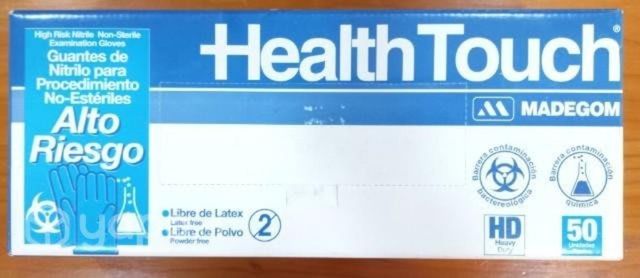 High Risk Nitrile Non-Sterile
Examination Gloves
Guantes de
Nitrilo para
Procedimiento
No-Estériles
Alto
Riesgo
HealthTouch®
MADEGOM
Barrera contaminación
bacteriológica
Barrera contaminación
química
Libre de Latex
Latex free
Libre de Polvo
Powder free
2
HD
Heavy
Duty
50
Unidades